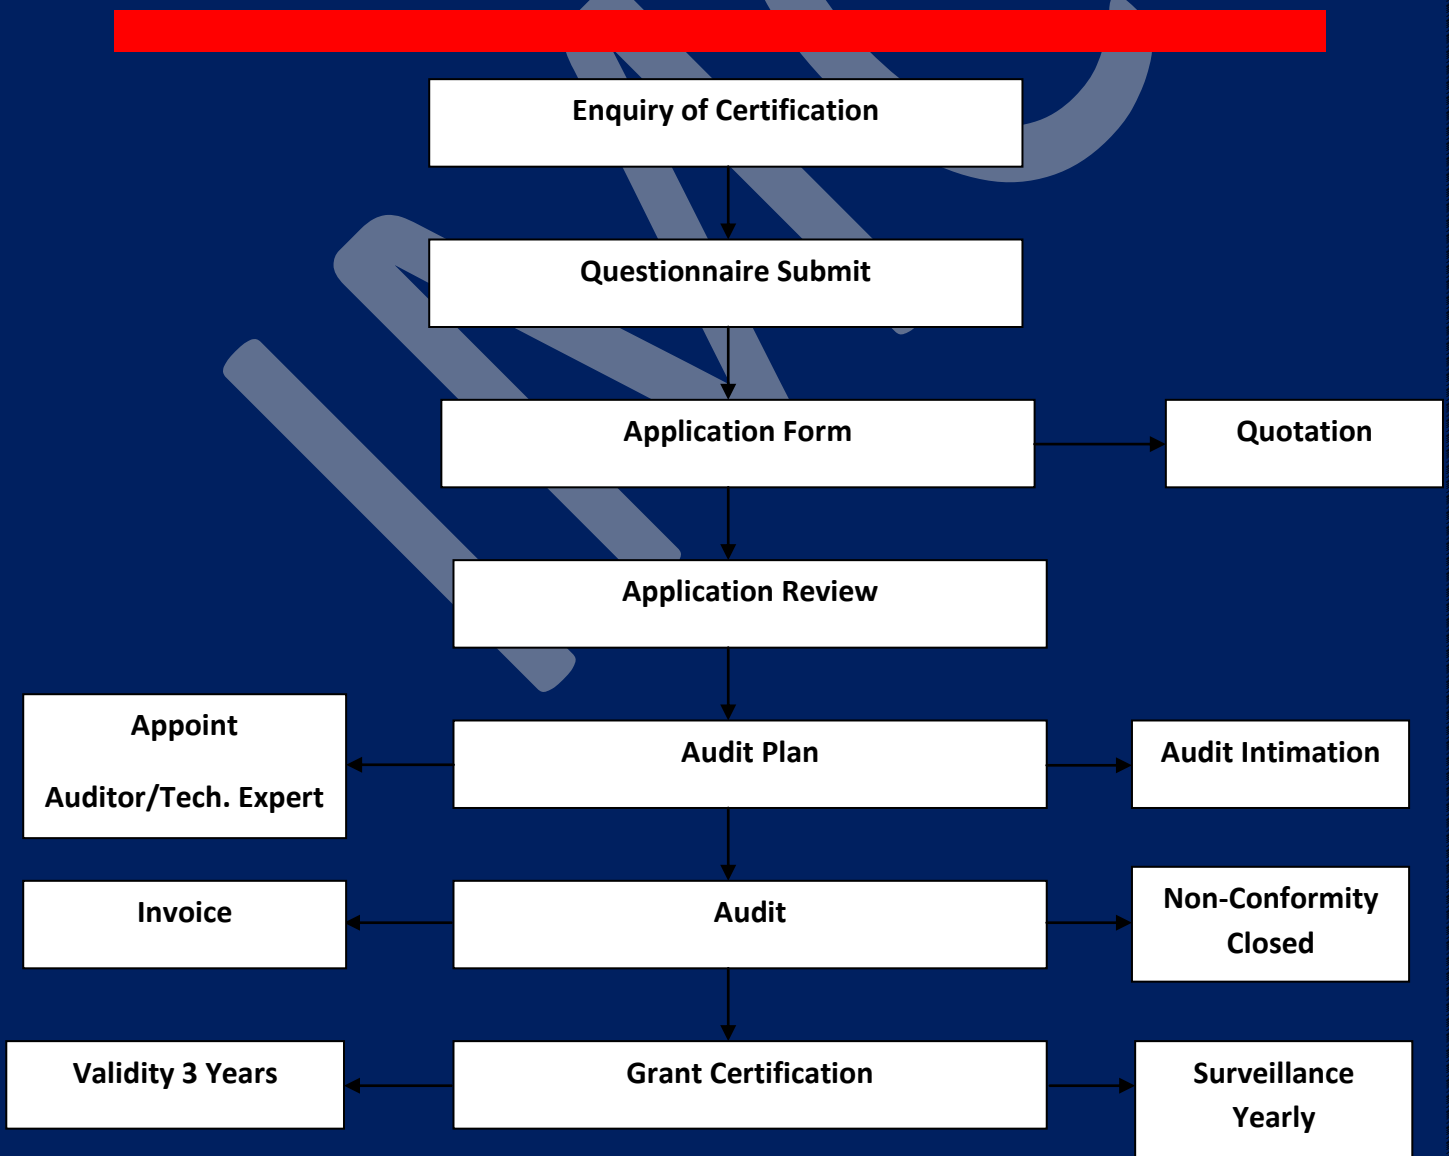 Enquiry of Certification
Questionnaire Submit
Application Form
Quotation
Application Review
Appoint
Auditor/Tech. Expert
Audit Plan
Audit Intimation
Invoice
Audit
Non-Conformity
Closed
Validity 3 Years
Grant Certification
Surveillance
Yearly